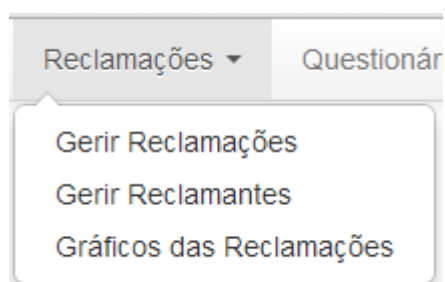 Reclamações Questionár
Gerir Reclamações
Gerir Reclamantes
Gráficos das Reclamações